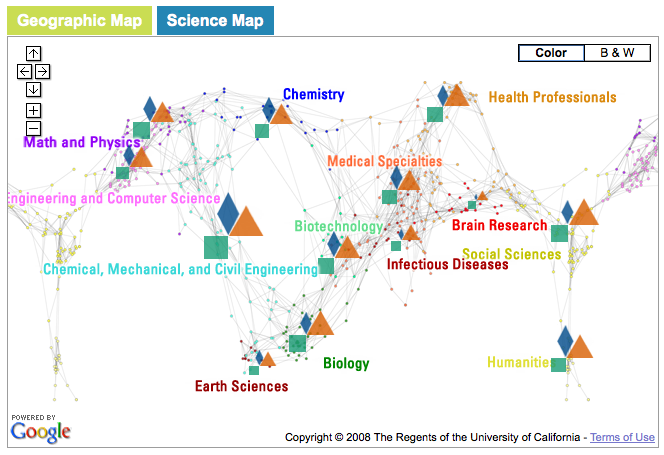 Geographic Map
Science Map
Color
B & W
Chemistry
Health Professionals
Math and Physics
Medical Specialties
Engineering and Computer Science
Biotechnology
Brain Research
Social Sciences
Chemical, Mechanical, and Civil Engineering
Infectious Diseases
Biology
Humanities
Earth Sciences
POWERED BY
Google
Copyright © 2008 The Regents of the University of California - Terms of Use